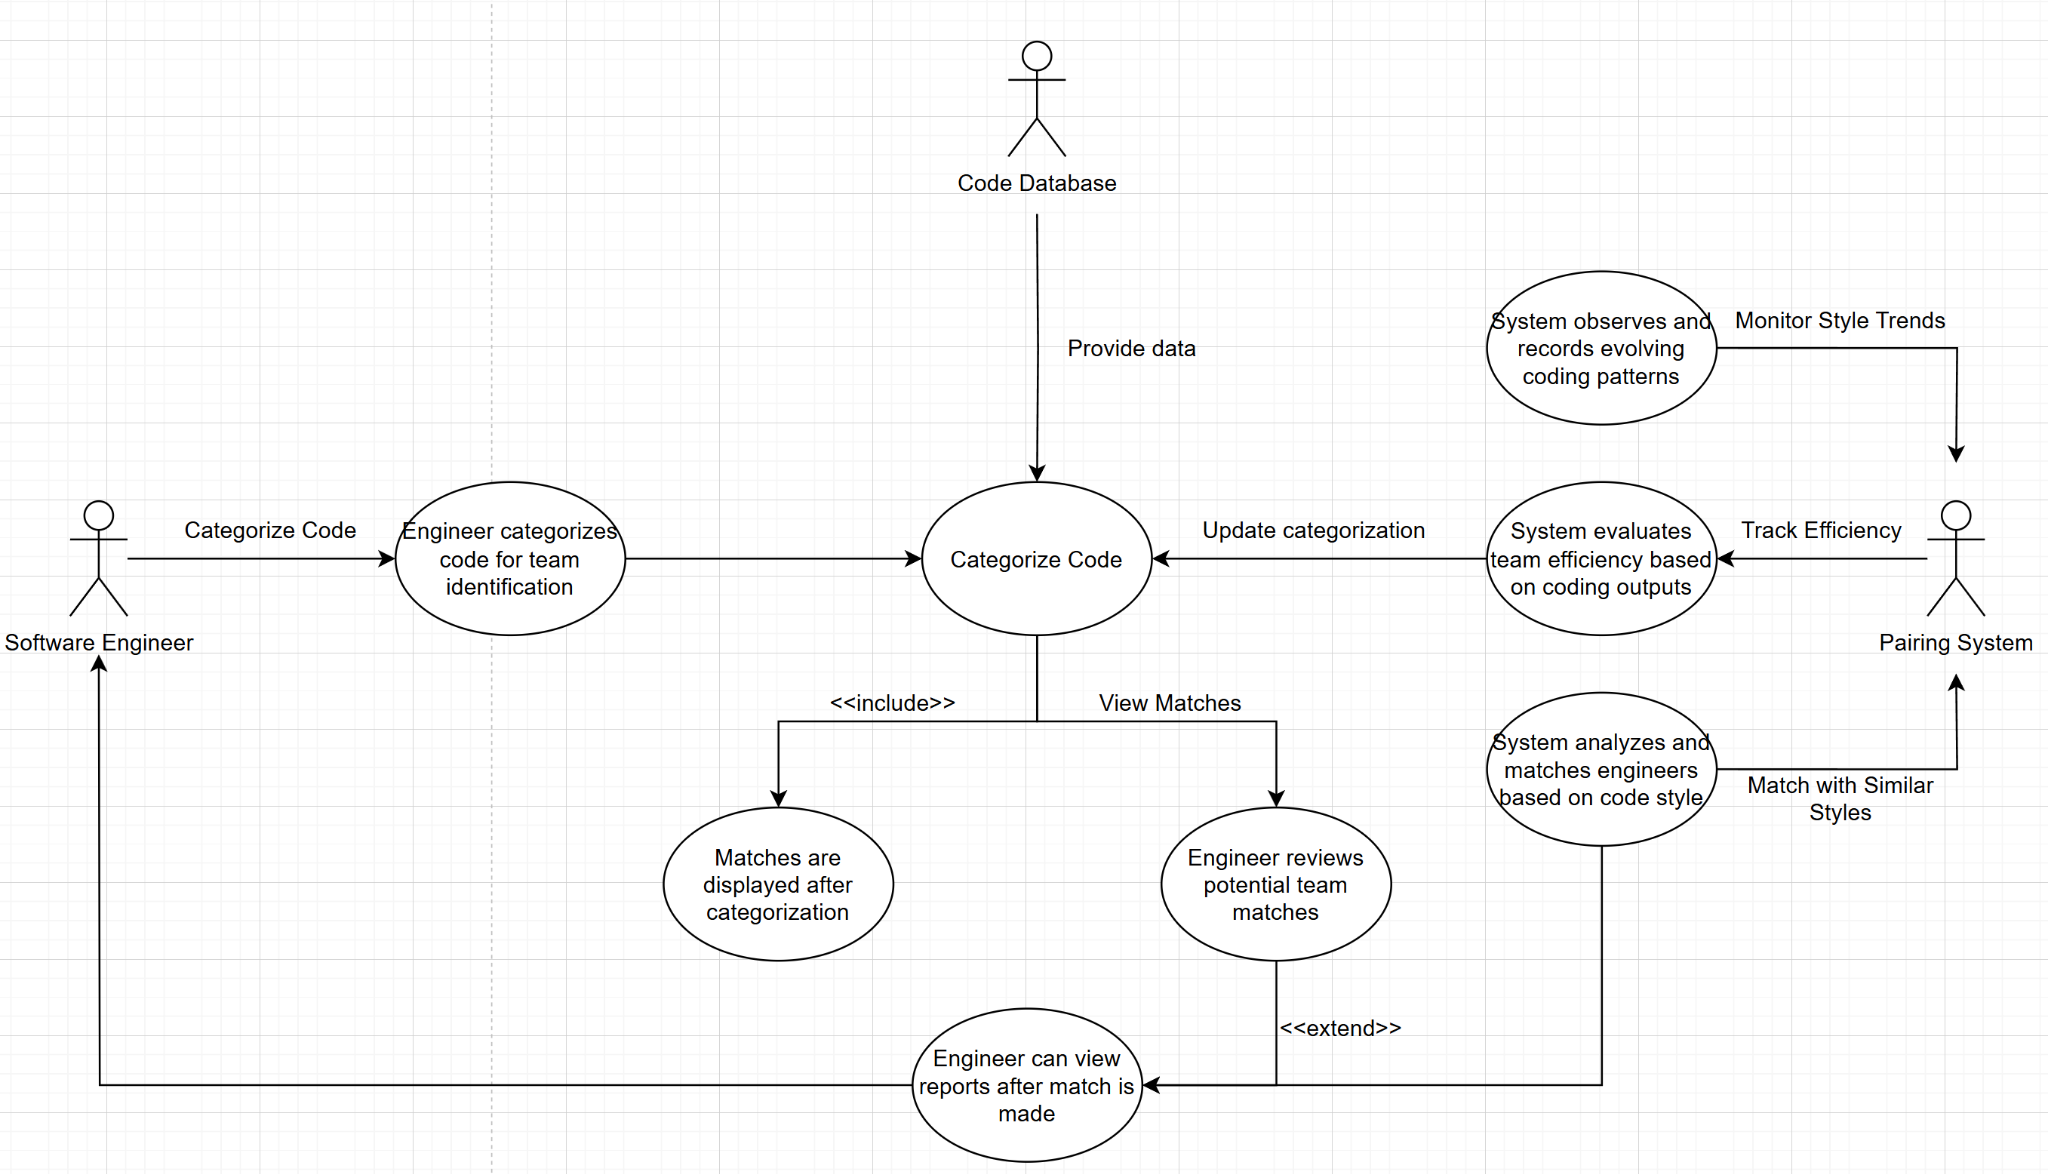 Code Database
Provide data
System observes and
records evolving
coding patterns
Monitor Style Trends
Software Engineer
Categorize Code
Engineer categorizes
code for team
identification
Categorize Code
Update categorization
System evaluates
team efficiency based
on coding outputs
Track Efficiency
Pairing System
<<include>>
View Matches
System analyzes and
matches engineers
based on code style
Match with Similar
Styles
Matches are
displayed after
categorization
Engineer reviews
potential team
matches
<<extend>>
Engineer can view
reports after match is
made